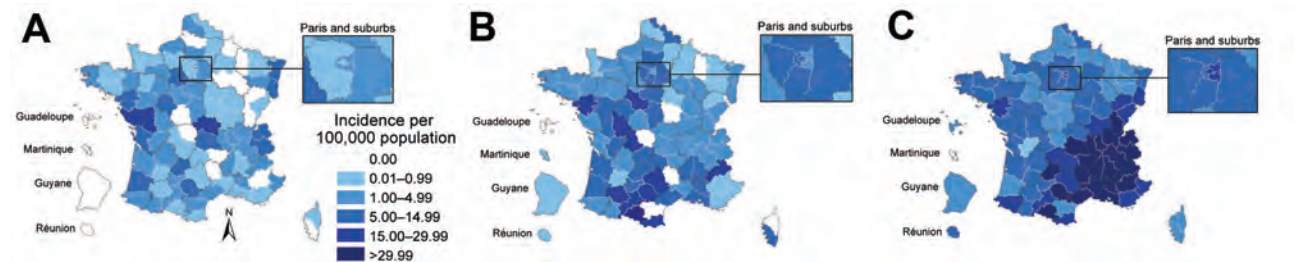 A
Paris and suburbs
Guadeloupe
Martinique
Guyane
Réunion
N
Incidence per
100,000 population
0.00
0.01–0.99
1.00–4.99
5.00–14.99
15.00–29.99
>29.99
B
Paris and suburbs
Guadeloupe
Martinique
Guyane
Réunion
C
Paris and suburbs
Guadeloupe
Martinique
Guyane
Réunion